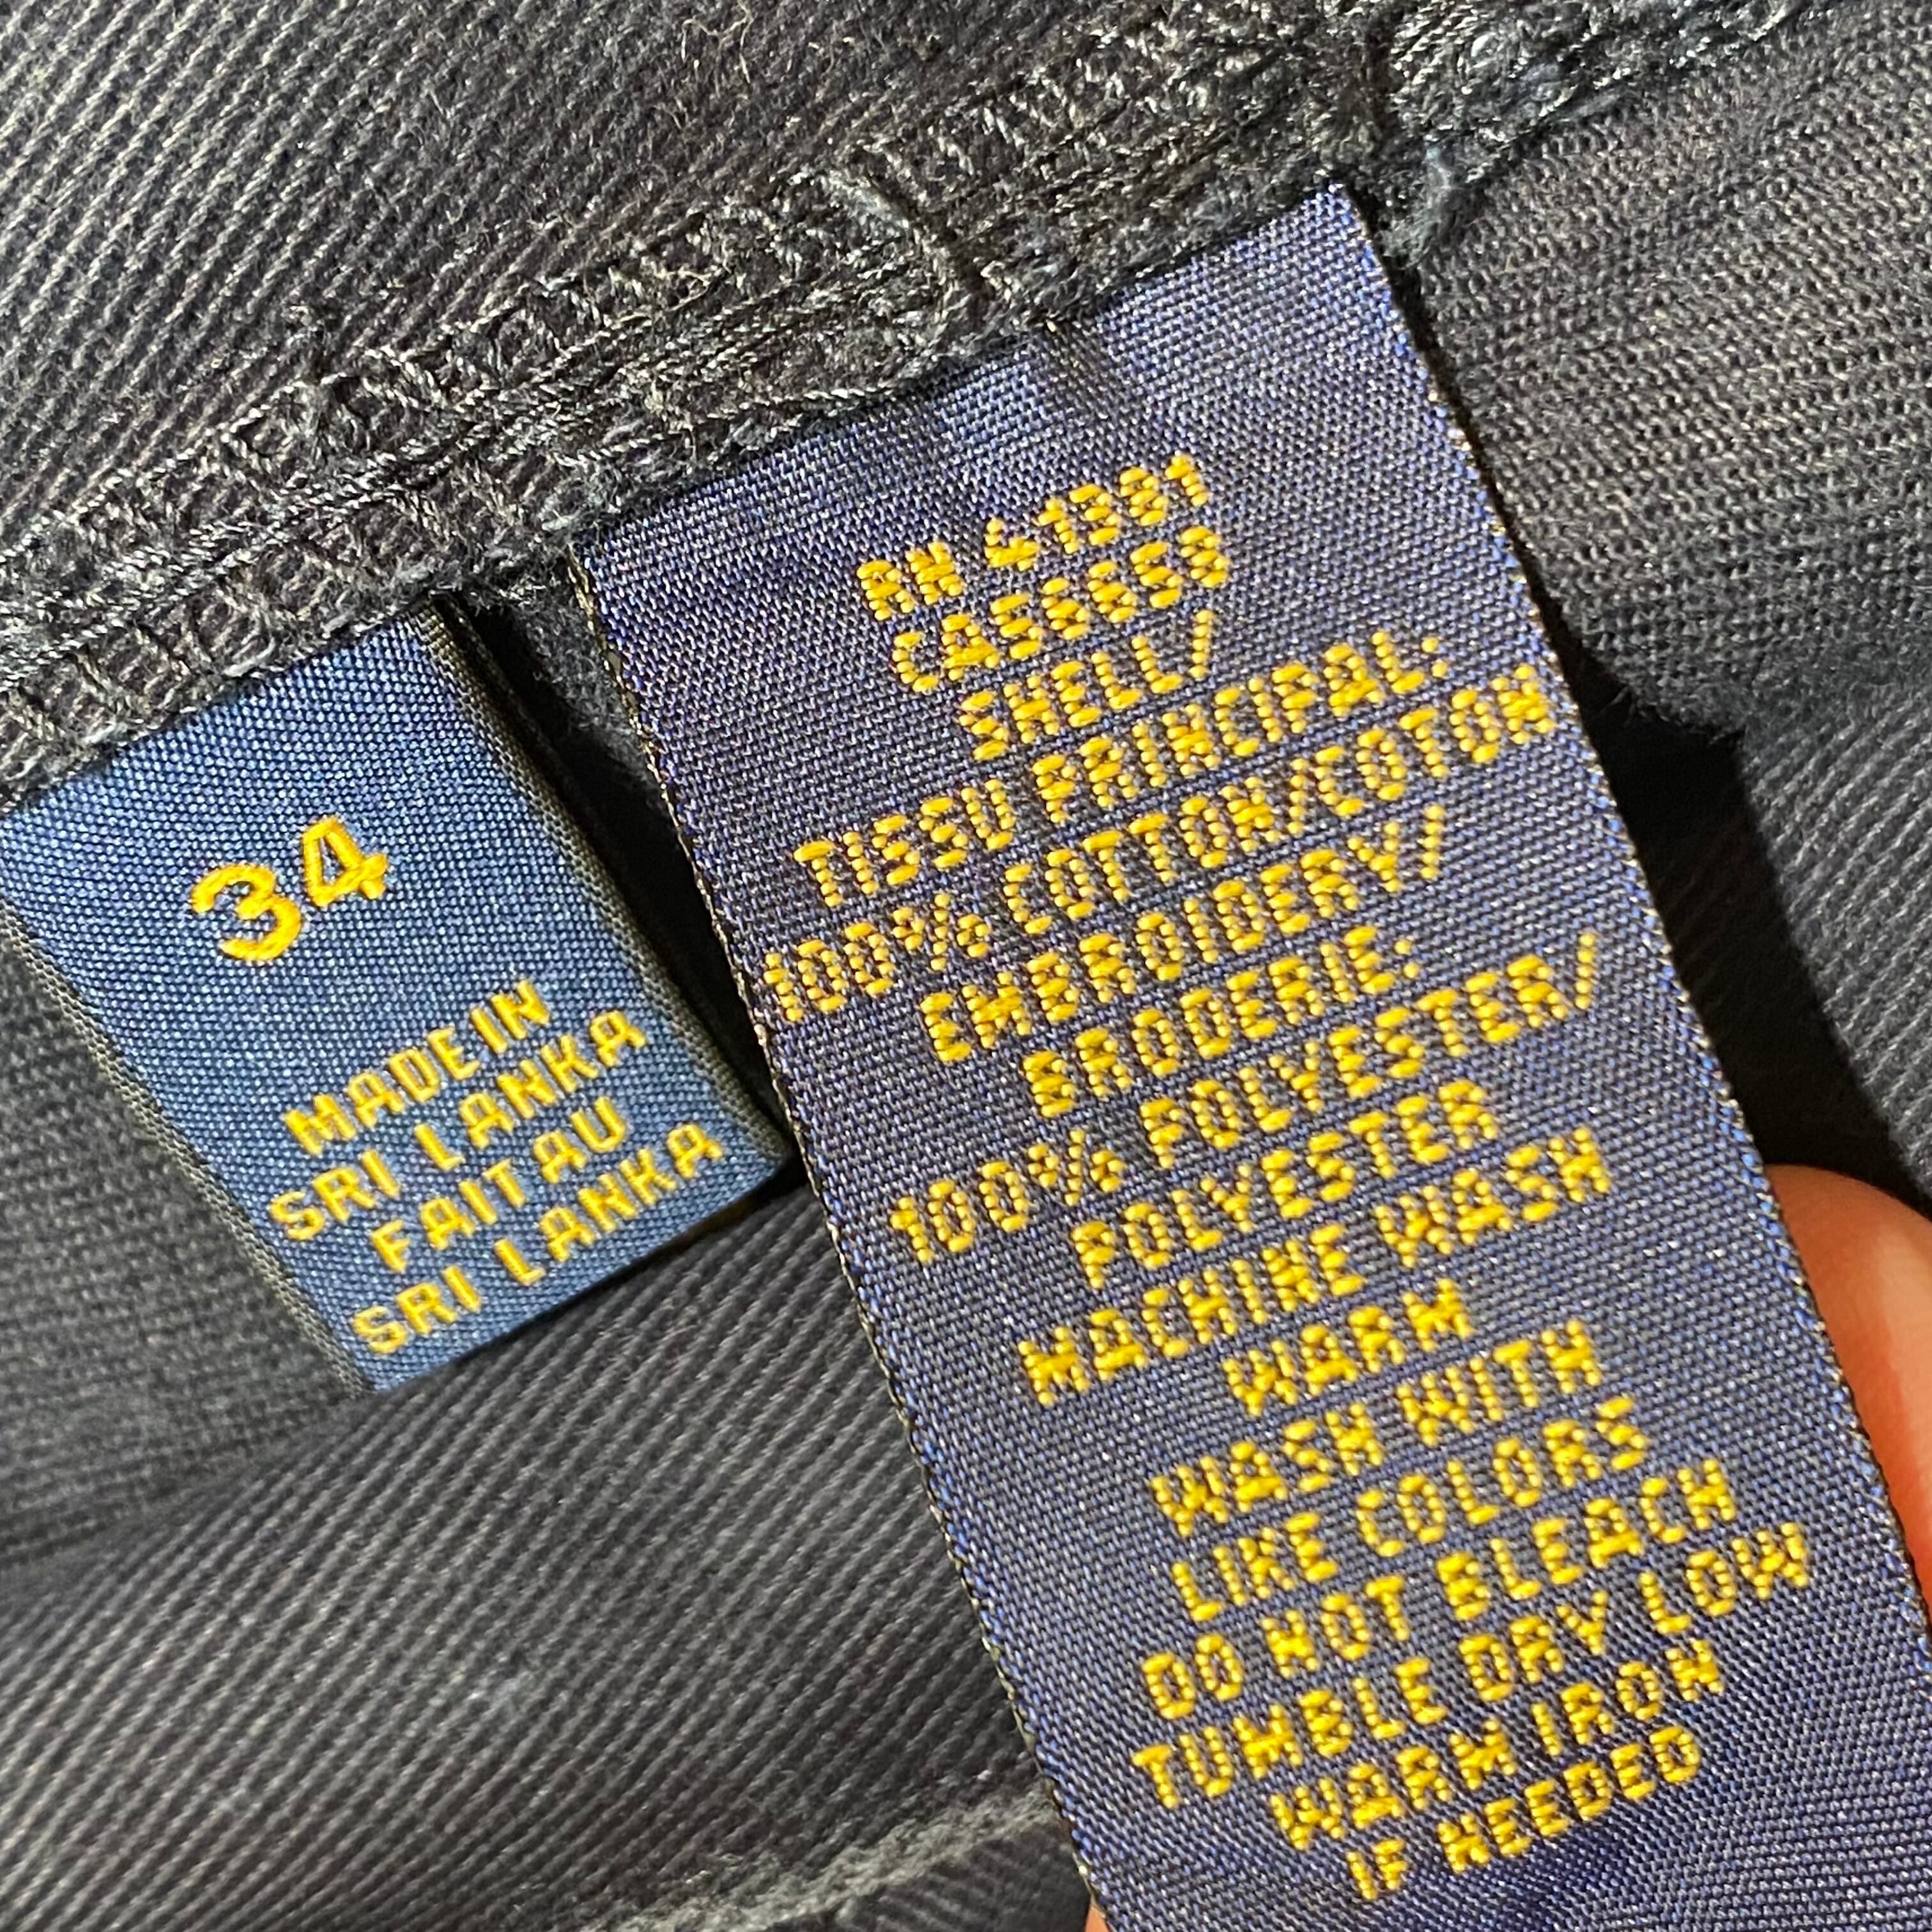 34
MADE IN
SRI LANKA
FAIT AU
SRI LANKA
RN 41381
CA56658
SHELL/
TISSU PRINCIPAL:
100% COTTON/COTON
EMBROIDERY/
BRODERIE:
100% POLYESTER/
POLYESTER
MACHINE WASH
WARM
WASH WITH
LIKE COLORS
DO NOT BLEACH
TUMBLE DRY LOW
WARM IRON
IF NEEDED